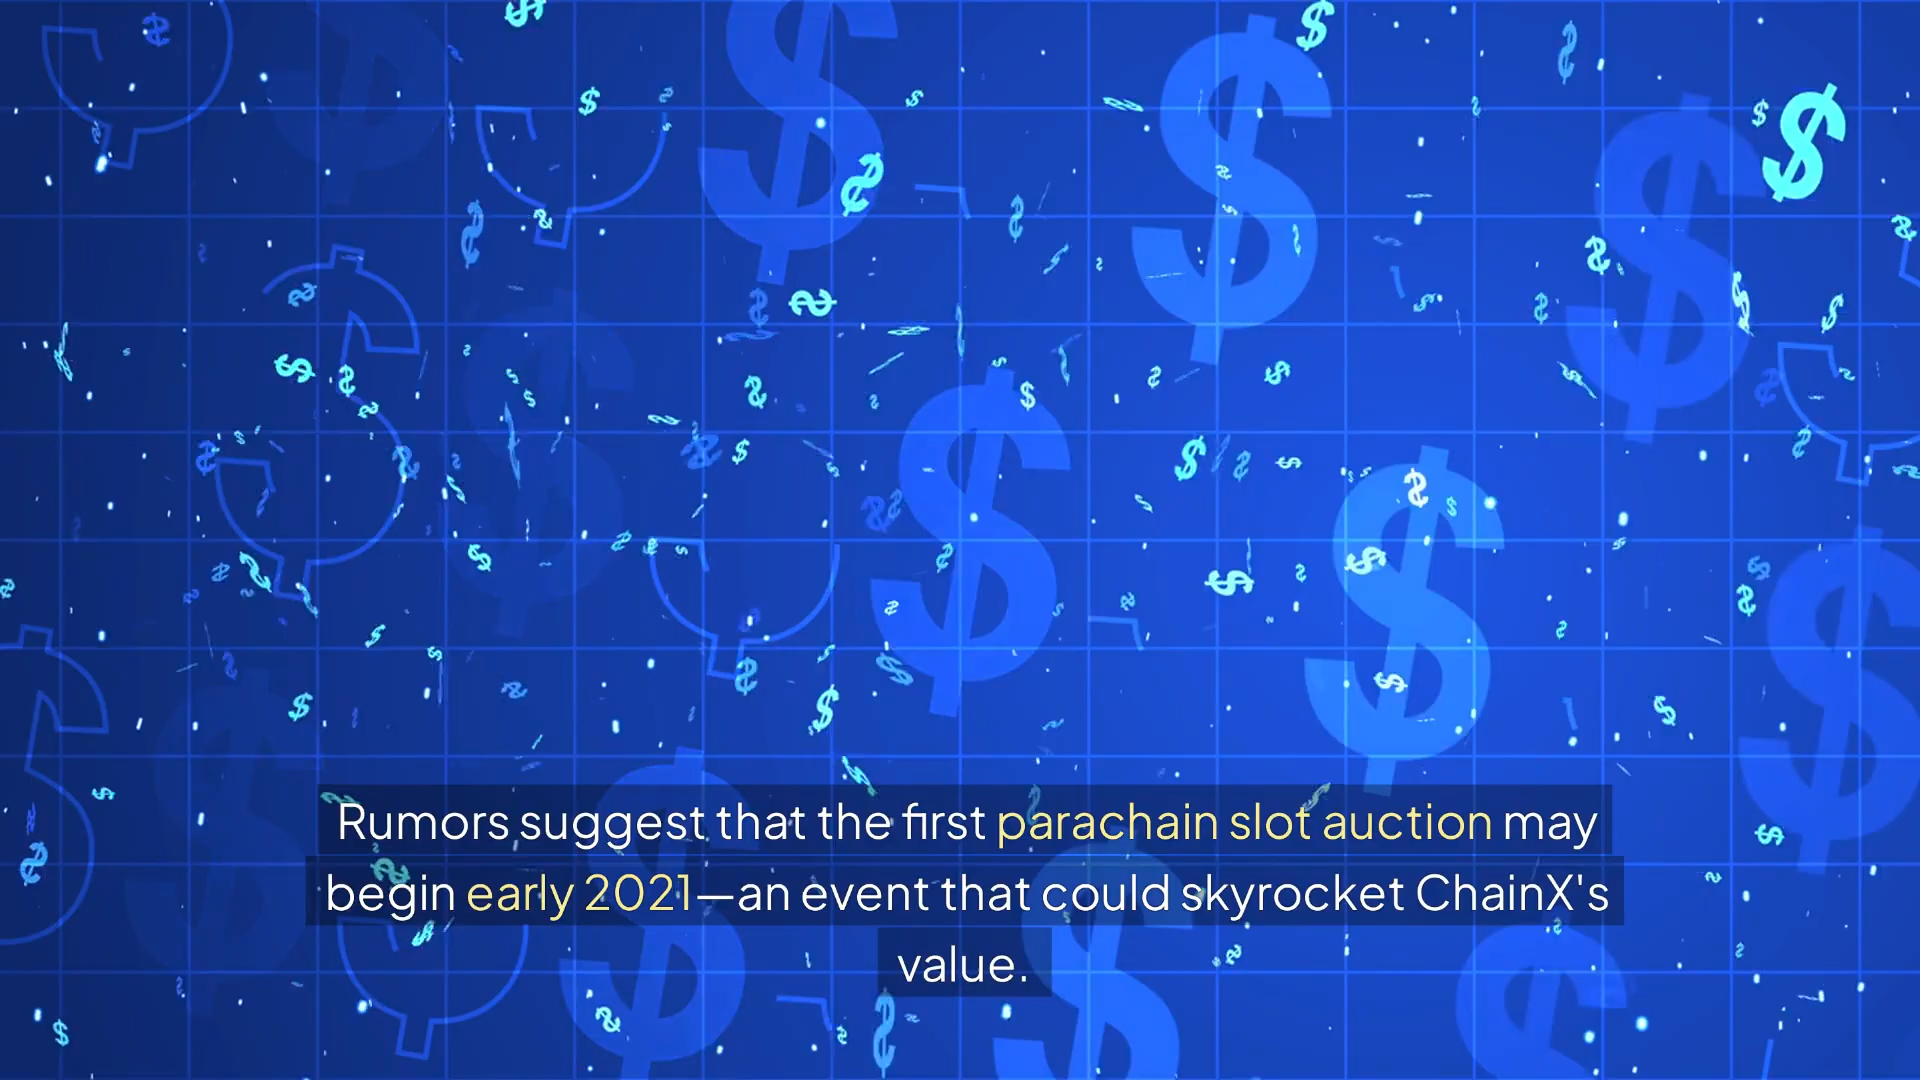 Rumors suggest that the first parachain slot auction may
begin early 2021—an event that could skyrocket ChainX's
value.